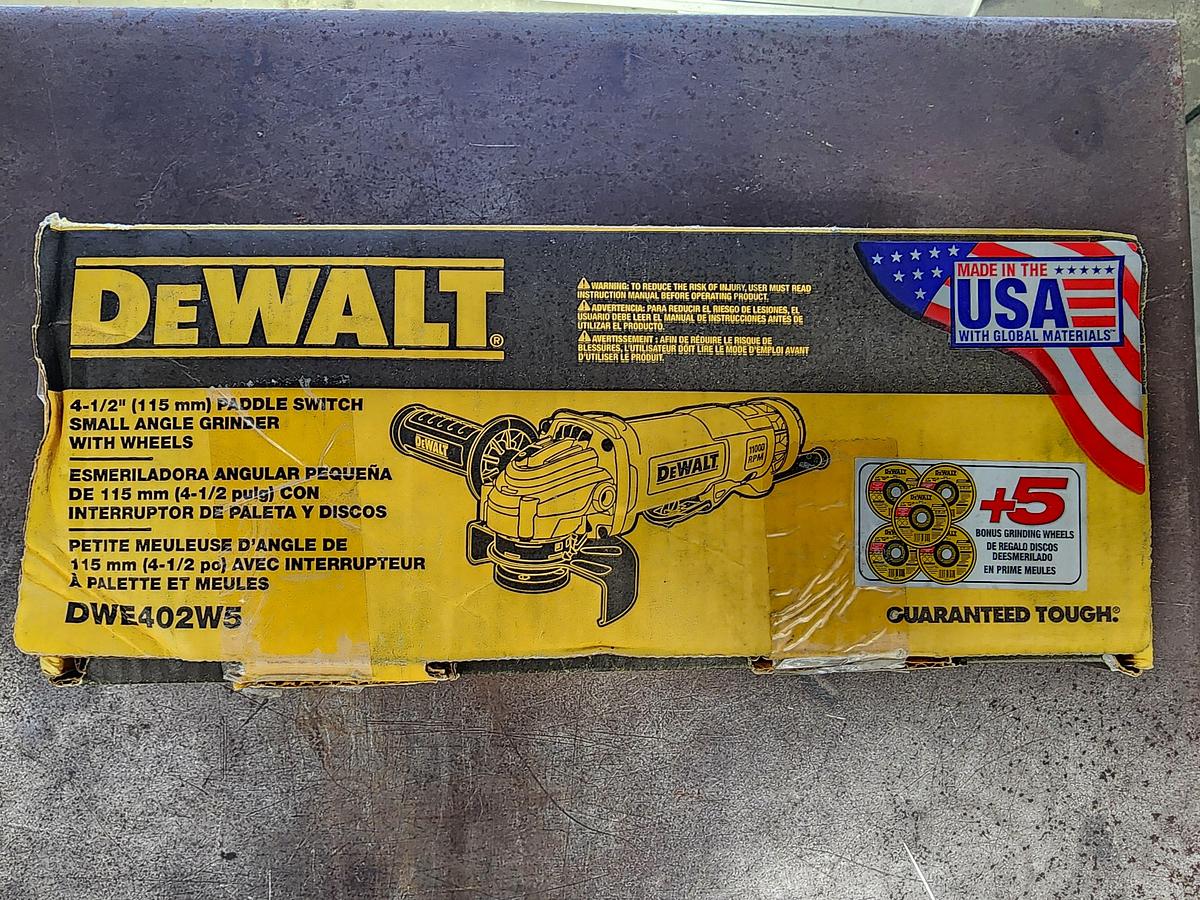 DEWALT®
⚠WARNING: TO REDUCE THE RISK OF INJURY, USER MUST READ
INSTRUCTION MANUAL BEFORE OPERATING PRODUCT.
⚠ADVERTENCIA: PARA REDUCIR EL RIESGO DE LESIONES, EL
USUARIO DEBE LEER EL MANUAL DE INSTRUCCIONES ANTES DE
UTILIZAR EL PRODUCTO.
⚠AVERTISSEMENT : AFIN DE RÉDUIRE LE RISQUE DE
BLESSURES, L'UTILISATEUR DOIT LIRE LE MODE D'EMPLOI AVANT
D'UTILISER LE PRODUIT.
MADE IN THE
USA
WITH GLOBAL MATERIALS™
4-1/2" (115 mm) PADDLE SWITCH
SMALL ANGLE GRINDER
WITH WHEELS
ESMERILADORA ANGULAR PEQUEÑA
DE 115 mm (4-1/2 pulg) CON
INTERRUPTOR DE PALETA Y DISCOS
PETITE MEULEUSE D'ANGLE DE
115 mm (4-1/2 po) AVEC INTERRUPTEUR
À PALETTE ET MEULES
DWE402W5
DEWALT
DEWALT
11000
RPM
DEWALT
DEWALT
DEWALT
+5
BONUS GRINDING WHEELS
DE REGALO DISCOS
DEESMERILADO
EN PRIME MEULES
GUARANTEED TOUGH.®